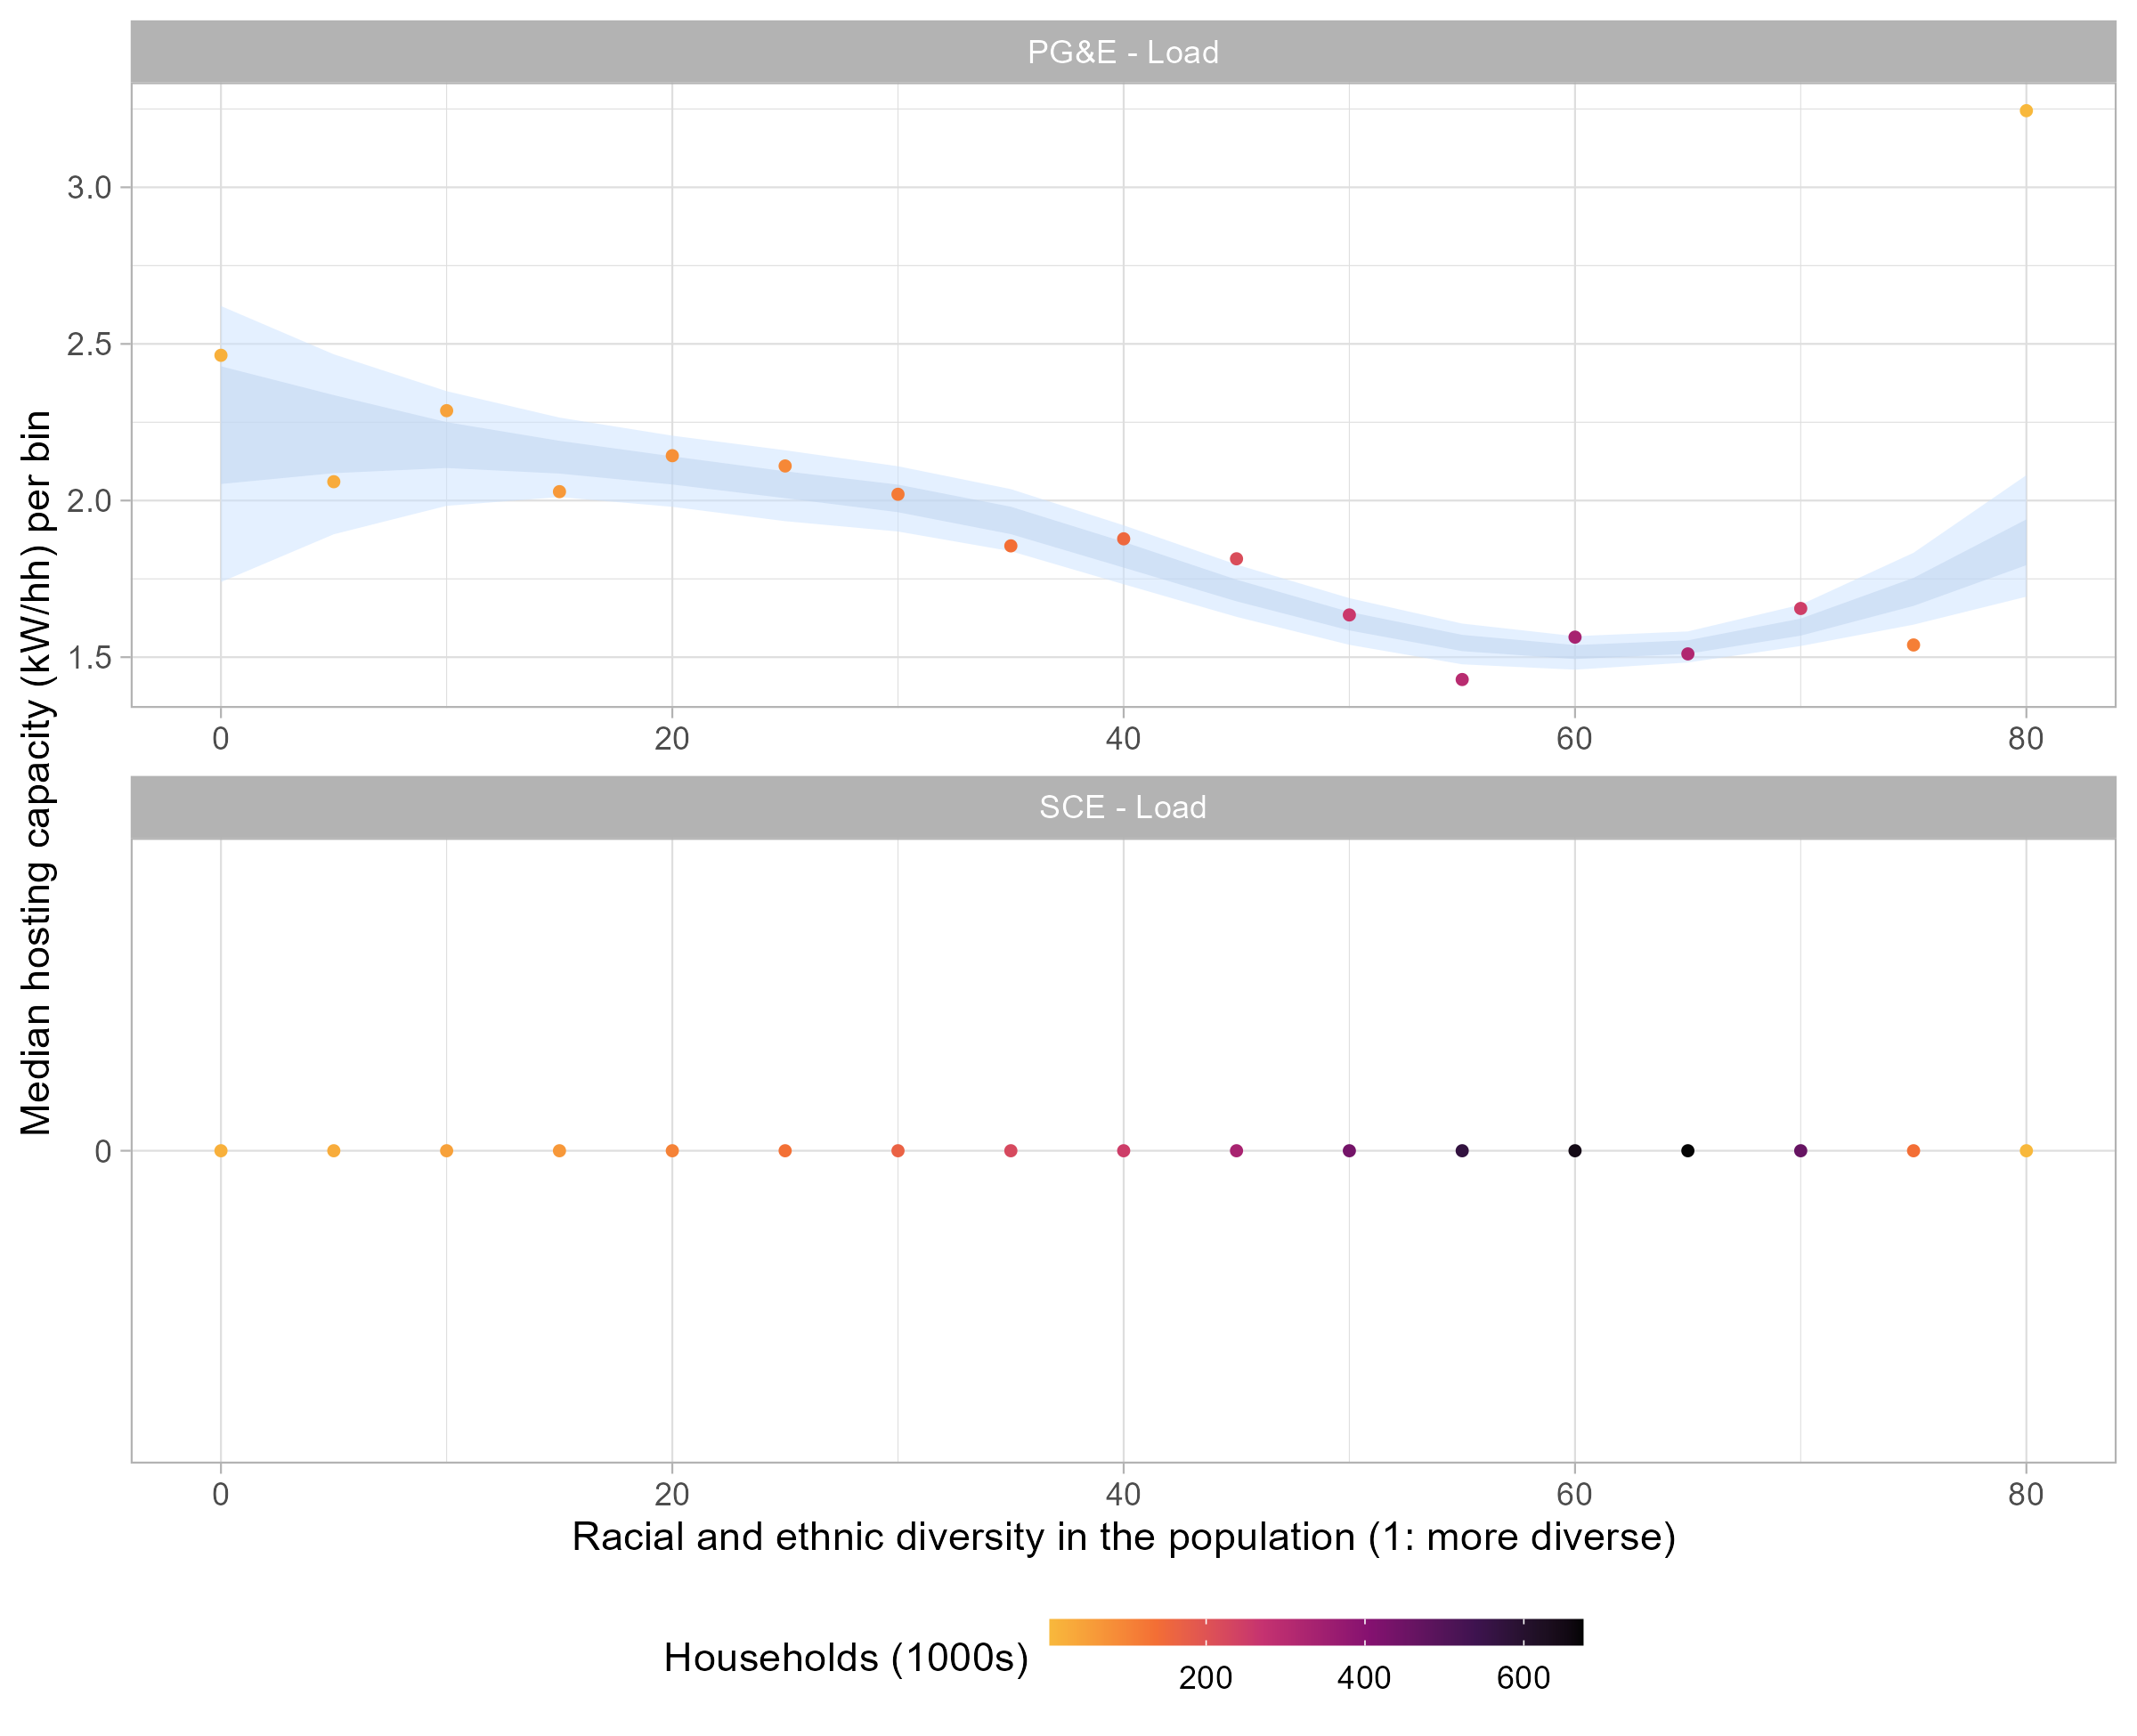 PG&E - Load
3.0
2.5
2.0
1.5
0 20 40 60 80
Median hosting capacity (kW/hh) per bin
SCE - Load
0
0 20 40 60 80
Racial and ethnic diversity in the population (1: more diverse)
Households (1000s)
200 400 600